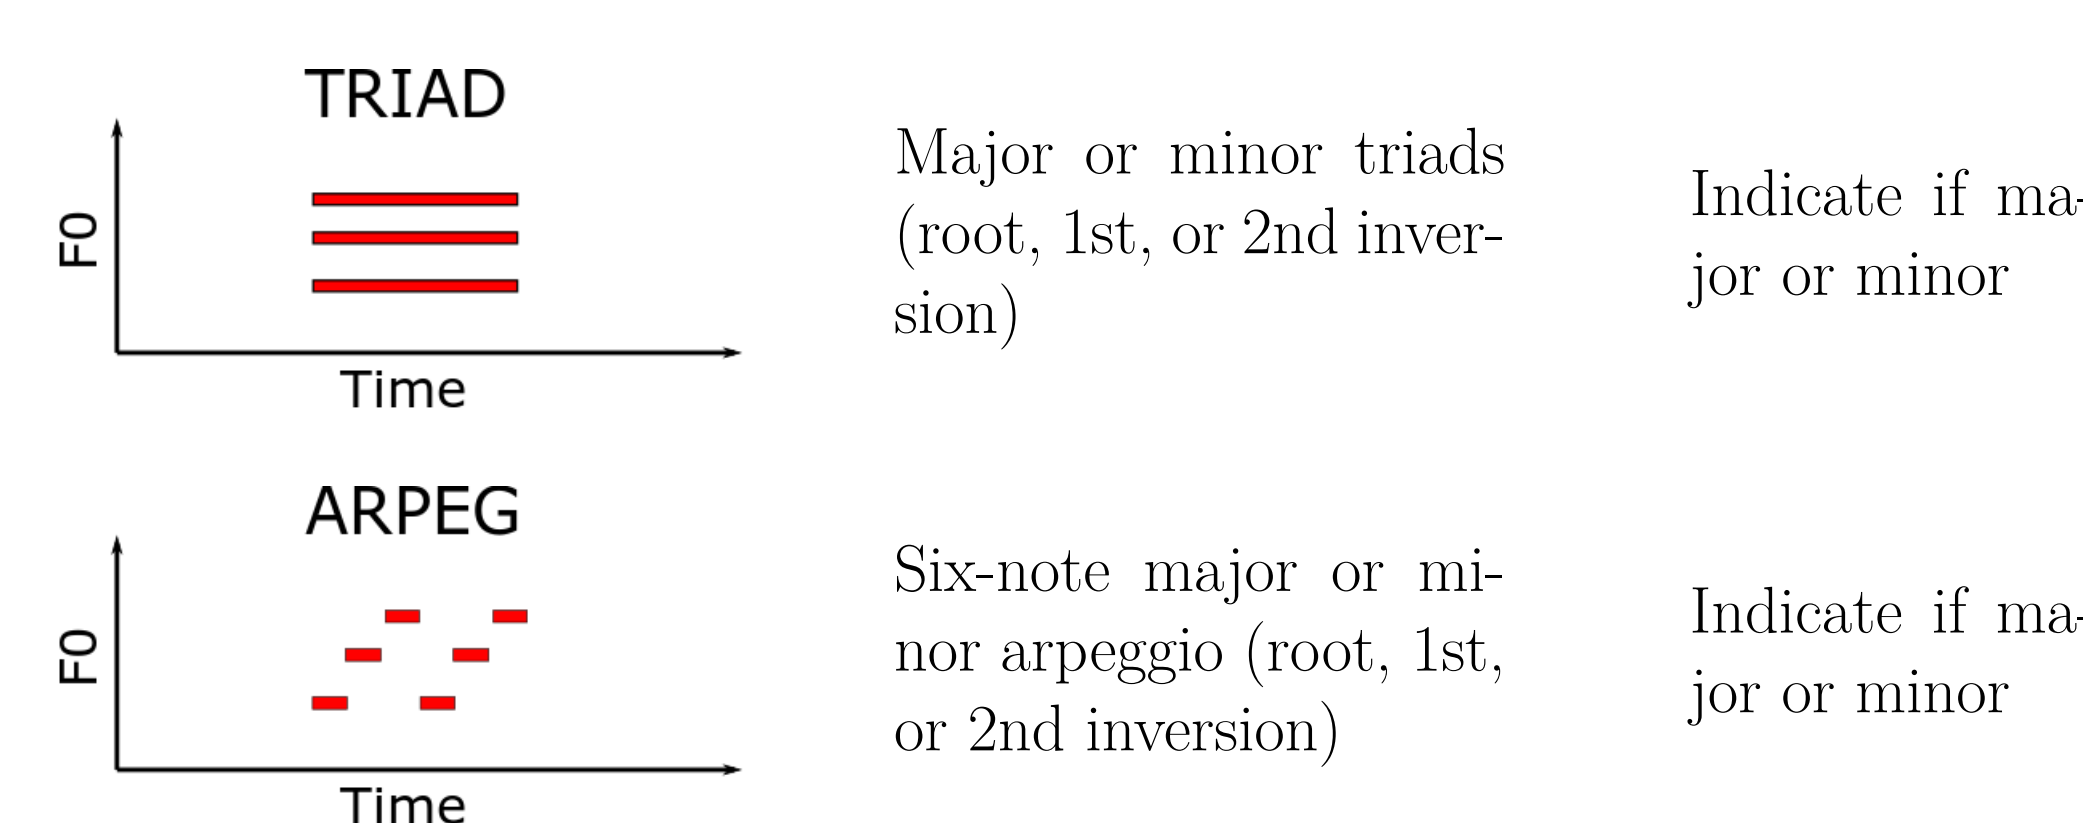 TRIAD
F0
Time
Major or minor triads
(root, 1st, or 2nd inver-
sion)
Indicate if ma-
jor or minor
ARPEG
F0
Time
Six-note major or mi-
nor arpeggio (root, 1st,
or 2nd inversion)
Indicate if ma-
jor or minor